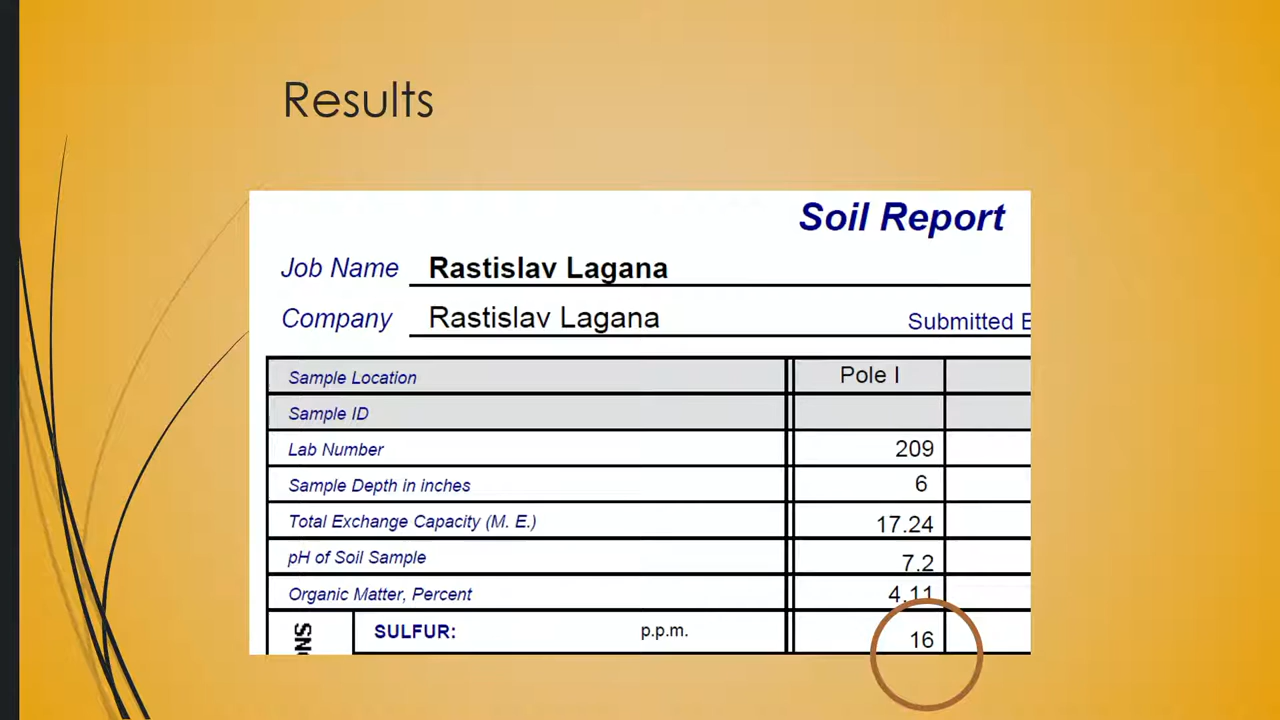 Results
Soil Report
Job Name Rastislav Lagana
Company Rastislav Lagana Submitted
Sample Location Pole I
Sample ID
Lab Number 209
Sample Depth in inches 6
Total Exchange Capacity (M. E.) 17.24
pH of Soil Sample 7.2
Organic Matter, Percent 4.11
SULFUR: p.p.m. 16